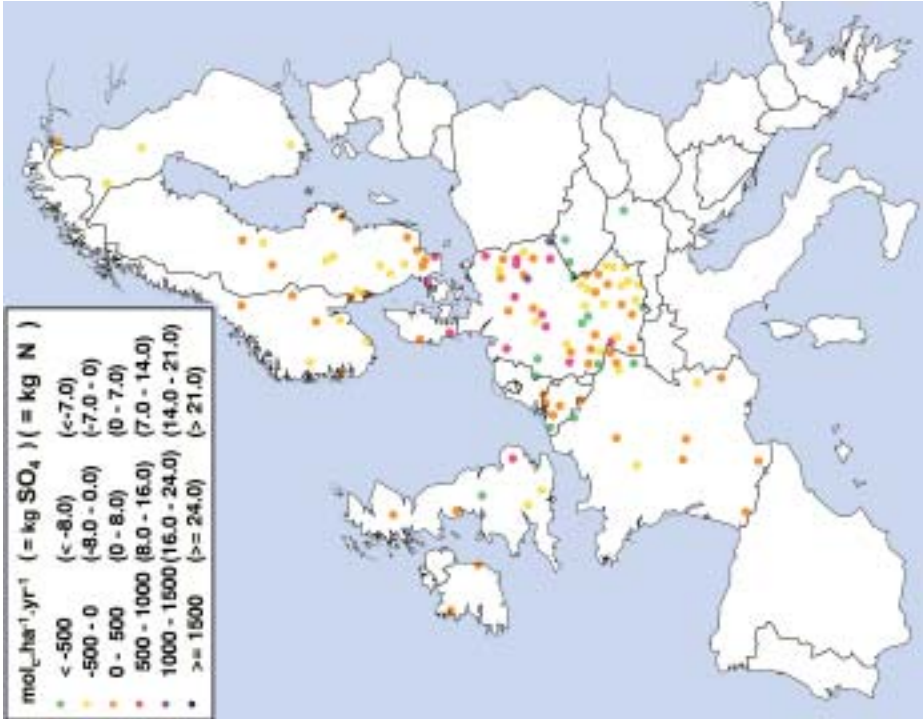 mol_c.ha⁻¹.yr⁻¹ (= kg SO₄ ) ( = kg N )
< -500 (< -8.0) (<-7.0)
-500 - 0 (-8.0 - 0.0) (-7.0 - 0)
0 - 500 (0 - 8.0) (0 - 7.0)
500 - 1000 (8.0 - 16.0) (7.0 - 14.0)
1000 - 1500 (16.0 - 24.0) (14.0 - 21.0)
>= 1500 (>= 24.0) (> 21.0)